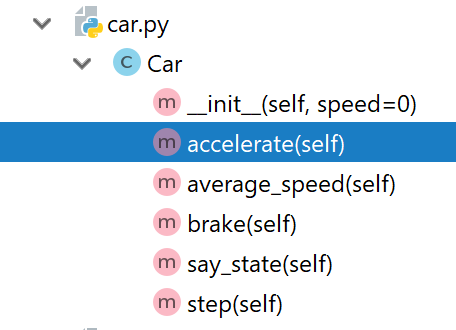 car.py
C Car
m __init__(self, speed=0)
m accelerate(self)
m average_speed(self)
m brake(self)
m say_state(self)
m step(self)